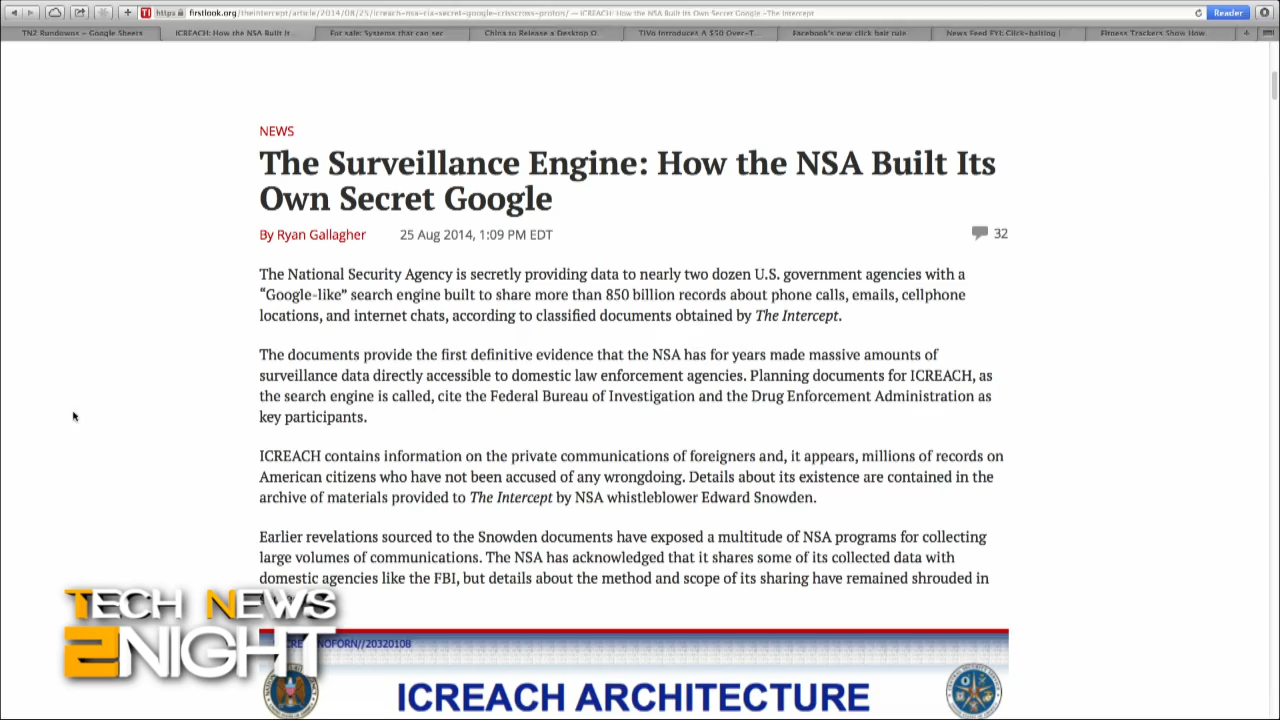 https firstlook.org/theintercept/article/2014/08/25/icreach-nsa-cia-secret-google-crisscross-proton/ — ICREACH: How the NSA Built Its Own Secret Google -The Intercept
Reader
TN2 Rundowns – Google Sheets
ICREACH: How the NSA Built It...
For sale: Systems that can sec
China to Release a Desktop O...
TiVo Introduces A $50 Over-T...
Facebook's new click bait rule
News Feed FYI: Click-baiting |
Fitness Trackers Show How
NEWS
The Surveillance Engine: How the NSA Built Its
Own Secret Google
By Ryan Gallagher 25 Aug 2014, 1:09 PM EDT 32
The National Security Agency is secretly providing data to nearly two dozen U.S. government agencies with a
“Google-like” search engine built to share more than 850 billion records about phone calls, emails, cellphone
locations, and internet chats, according to classified documents obtained by The Intercept.
The documents provide the first definitive evidence that the NSA has for years made massive amounts of
surveillance data directly accessible to domestic law enforcement agencies. Planning documents for ICREACH, as
the search engine is called, cite the Federal Bureau of Investigation and the Drug Enforcement Administration as
key participants.
ICREACH contains information on the private communications of foreigners and, it appears, millions of records on
American citizens who have not been accused of any wrongdoing. Details about its existence are contained in the
archive of materials provided to The Intercept by NSA whistleblower Edward Snowden.
Earlier revelations sourced to the Snowden documents have exposed a multitude of NSA programs for collecting
large volumes of communications. The NSA has acknowledged that it shares some of its collected data with
domestic agencies like the FBI, but details about the method and scope of its sharing have remained shrouded in
NOFORN//20320108
ICREACH ARCHITECTURE
TECH NEWS
2NIGHT